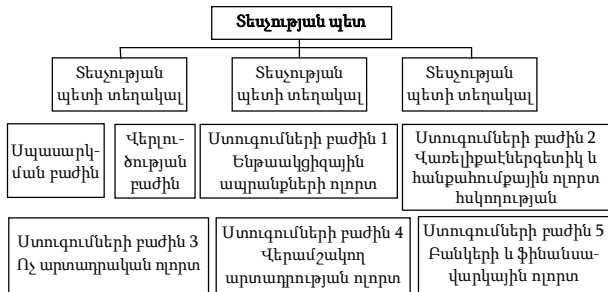 Տեսչության պետ
Տեսչության
պետի տեղակալ
Տեսչության
պետի տեղակալ
Տեսչության
պետի տեղակալ
Սպասարկ-
ման բաժին
Վերլու-
ծության
բաժին
Ստուգումների բաժին 1
Ենթաակցիզային
ապրանքների ոլորտ
Ստուգումների բաժին 2
Վառելիքաէներգետիկ և
հանքահումքային ոլորտ
հսկողության
Ստուգումների բաժին 3
Ոչ արտադրական ոլորտ
Ստուգումների բաժին 4
Վերամշակող
արտադրության ոլորտ
Ստուգումների բաժին 5
Բանկերի և ֆինանսա-
վարկային ոլորտ